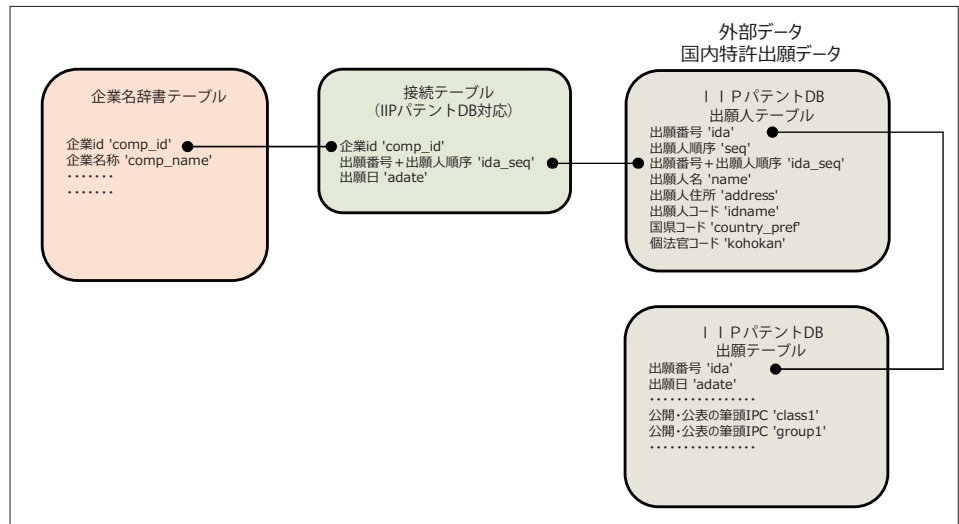 外部データ
国内特許出願データ
企業名辞書テーブル
企業id 'comp_id'
企業名称 'comp_name'
・・・・・・・
・・・・・・・
接続テーブル
（IIPパテントDB対応）
企業id 'comp_id'
出願番号＋出願人順序 'ida_seq'
出願日 'adate'
ＩＩＰパテントDB
出願人テーブル
出願番号 'ida'
出願人順序 'seq'
出願番号＋出願人順序 'ida_seq'
出願人名 'name'
出願人住所 'address'
出願人コード 'idname'
国県コード 'country_pref'
個法官コード 'kohokan'
ＩＩＰパテントDB
出願テーブル
出願番号 'ida'
出願日 'adate'
・・・・・・・・・・・・・・・・
公開・公表の筆頭IPC 'class1'
公開・公表の筆頭IPC 'group1'
・・・・・・・・・・・・・・・・